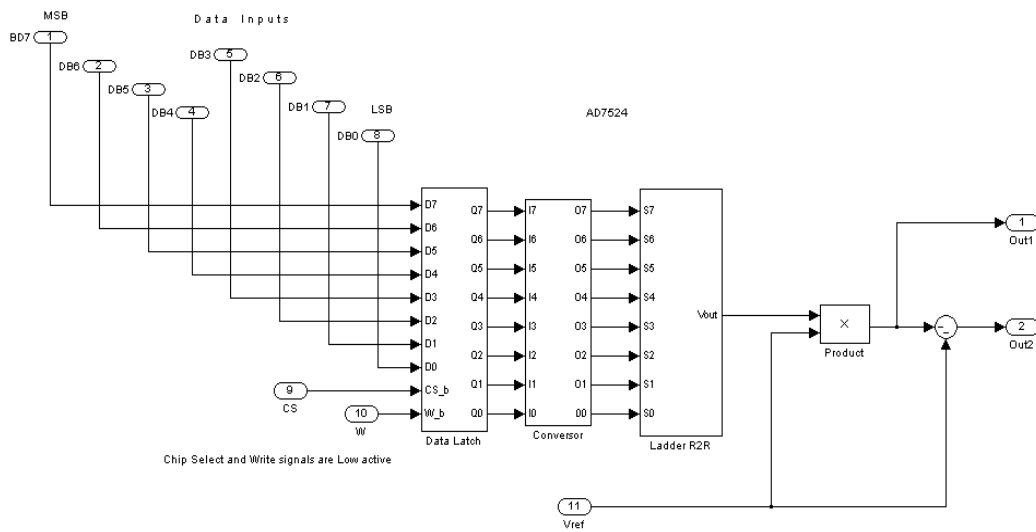 MSB
Data Inputs
BD7 1
DB6 2
DB5 3
DB4 4
DB3 5
DB2 6
DB1 7
LSB
DB0 8
AD7524
D7
D6
D5
D4
D3
D2
D1
D0
CS_b
W_b
Q7
Q6
Q5
Q4
Q3
Q2
Q1
Q0
Data Latch
I7
I6
I5
I4
I3
I2
I1
I0
O7
O6
O5
O4
O3
O2
O1
O0
Conversor
S7
S6
S5
S4
S3
S2
S1
S0
Vout
Ladder R2R
×
Product
1
Out1
2
Out2
9
CS
10
W
Chip Select and Write signals are Low active
11
Vref